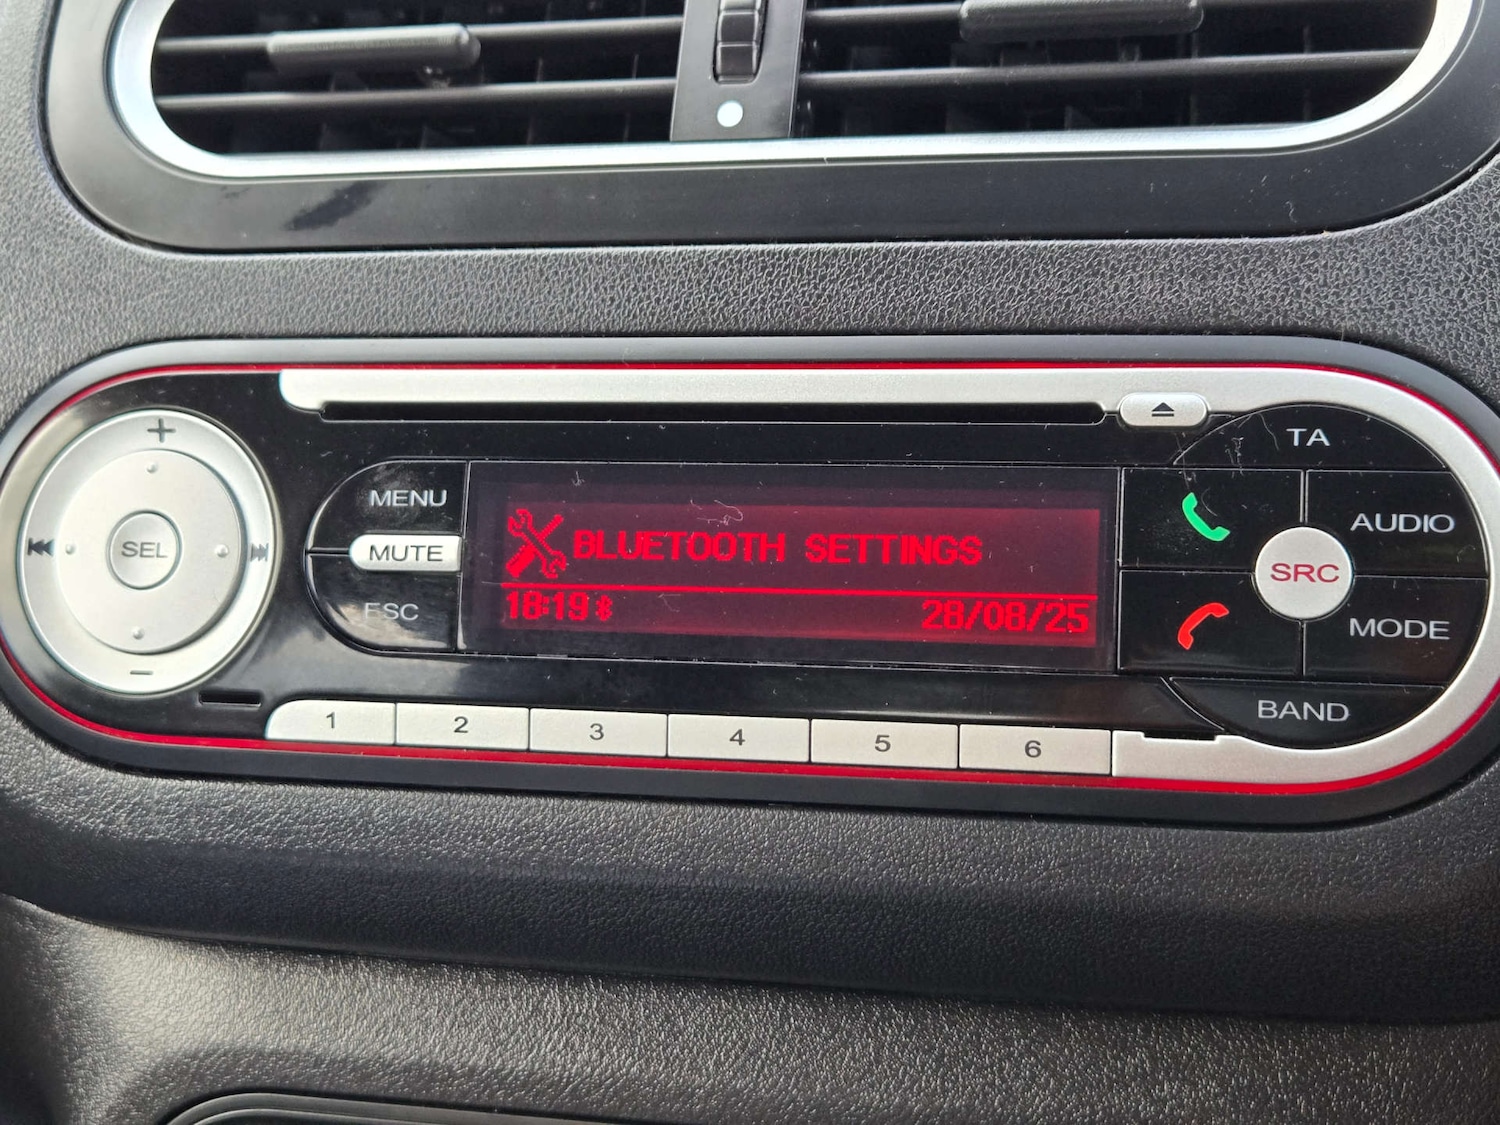 TA
MENU
MUTE
ESC
SEL
+
−
BLUETOOTH SETTINGS
18:19
28/08/25
AUDIO
SRC
MODE
BAND
1 2 3 4 5 6